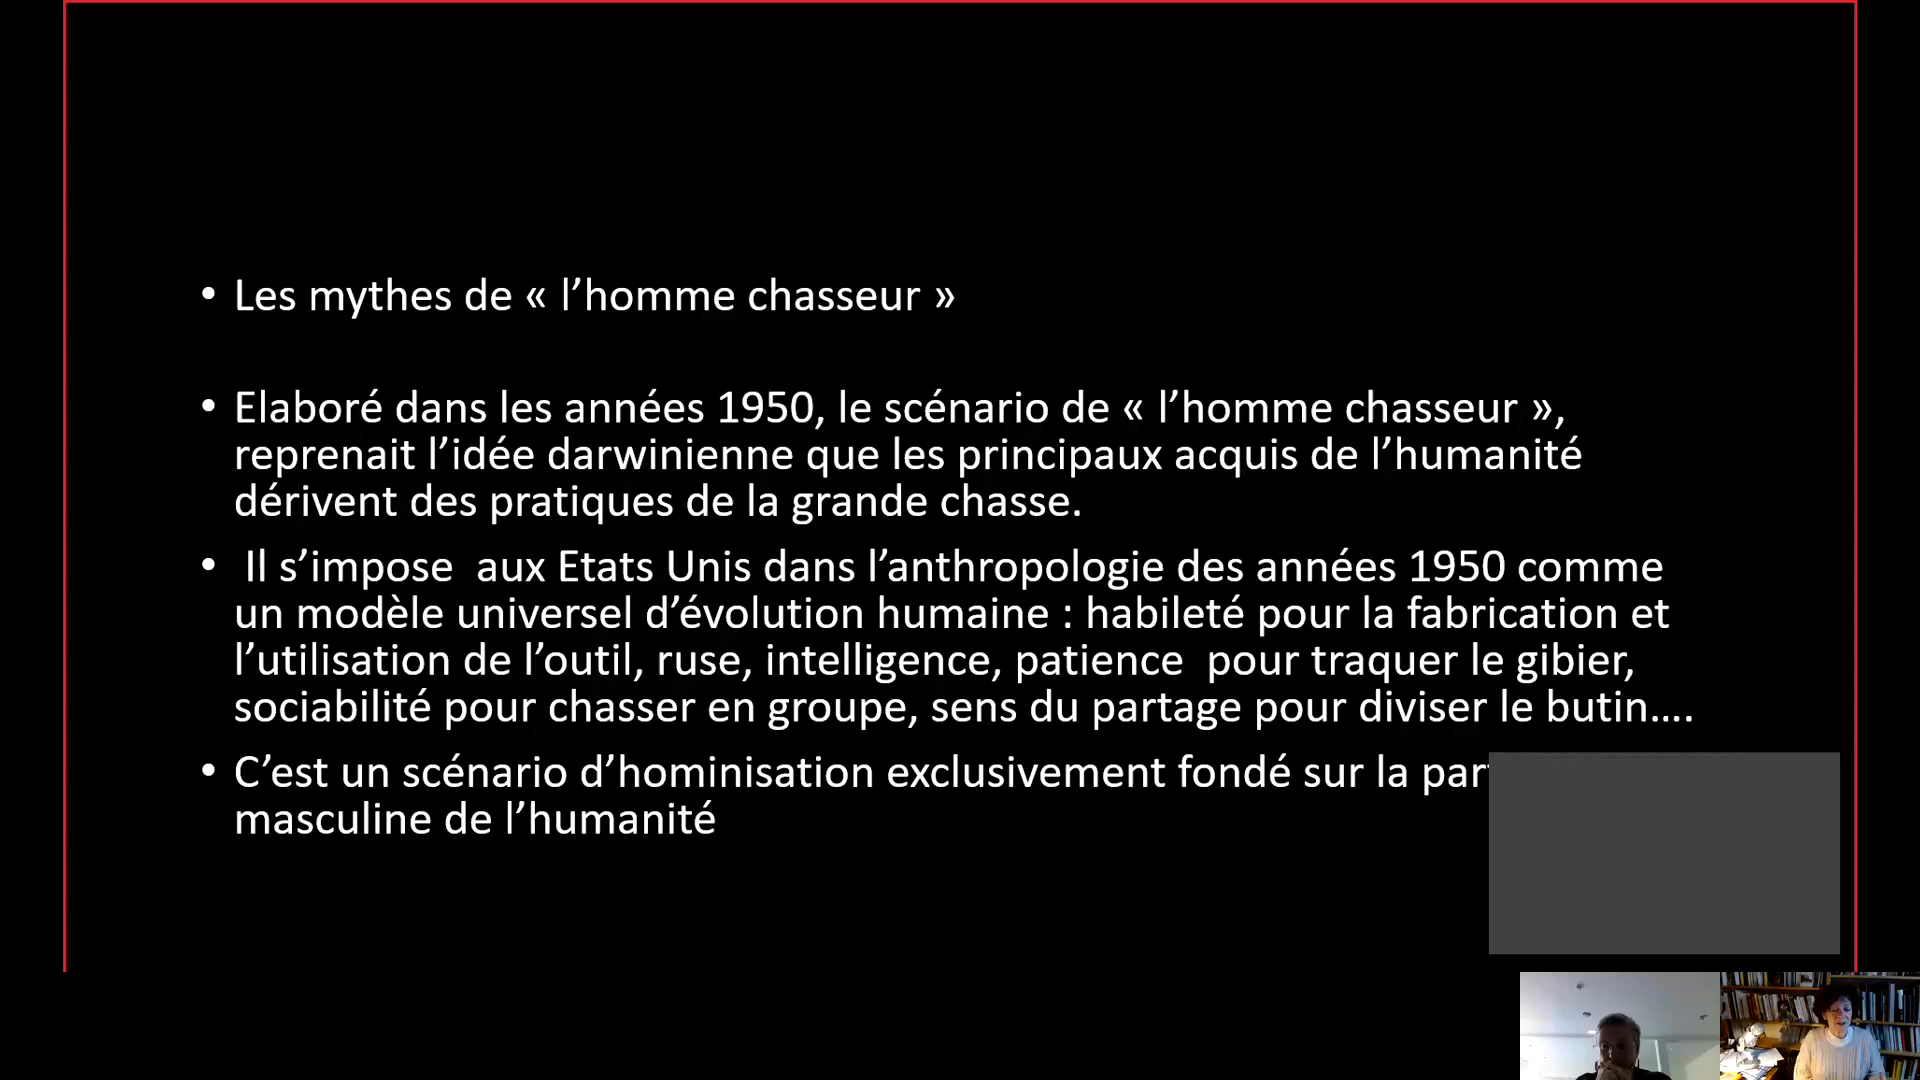 • Les mythes de « l’homme chasseur »
• Elaboré dans les années 1950, le scénario de « l’homme chasseur »,
reprenait l’idée darwinienne que les principaux acquis de l’humanité
dérivent des pratiques de la grande chasse.
• Il s’impose  aux Etats Unis dans l’anthropologie des années 1950 comme
un modèle universel d’évolution humaine : habileté pour la fabrication et
l’utilisation de l’outil, ruse, intelligence, patience  pour traquer le gibier,
sociabilité pour chasser en groupe, sens du partage pour diviser le butin….
• C’est un scénario d’hominisation exclusivement fondé sur la
masculine de l’humanité